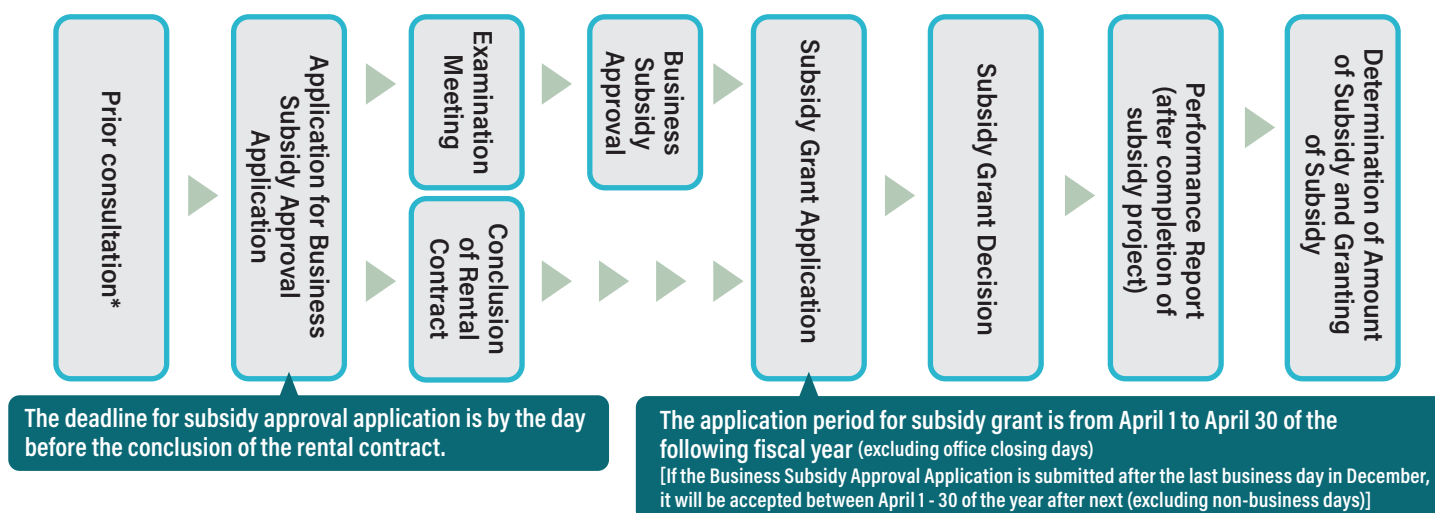 Prior consultation*
Application for Business
Subsidy Approval
Application
Examination
Meeting
Conclusion
of Rental
Contract
Business
Subsidy
Approval
Subsidy Grant Application
Subsidy Grant Decision
Performance Report
(after completion of
subsidy project)
Determination of Amount
of Subsidy and Granting
of Subsidy
The deadline for subsidy approval application is by the day
before the conclusion of the rental contract.
The application period for subsidy grant is from April 1 to April 30 of the
following fiscal year (excluding office closing days)
[If the Business Subsidy Approval Application is submitted after the last business day in December,
it will be accepted between April 1 - 30 of the year after next (excluding non-business days)]